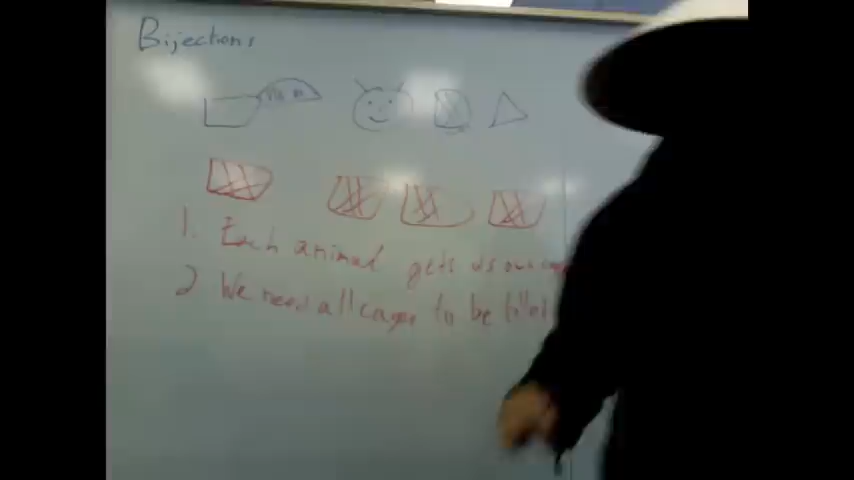 Bijections
1. Each animal gets its own
2 We need all cages to be filled